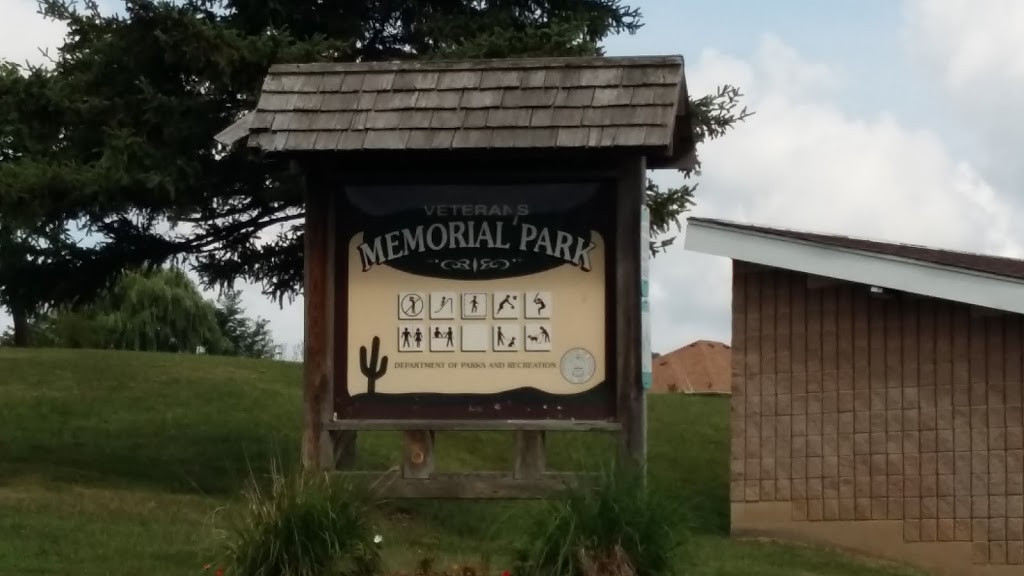 VETERANS
MEMORIAL PARK
DEPARTMENT OF PARKS AND RECREATION